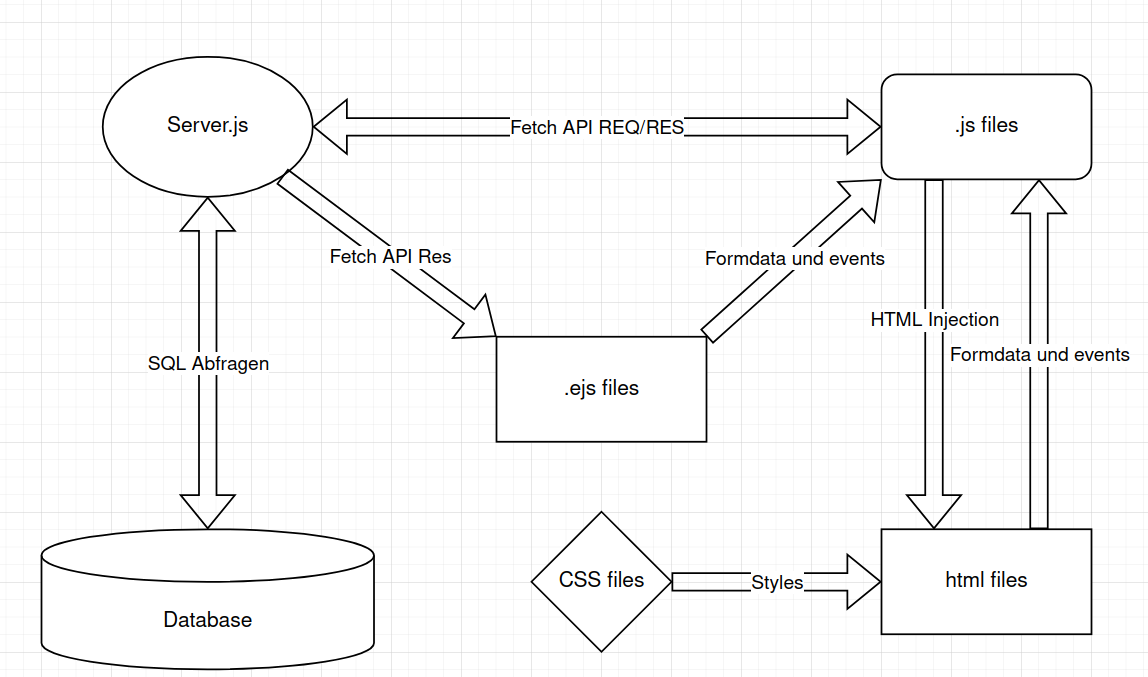 Server.js
Fetch API REQ/RES
.js files
Fetch API Res
Formdata und events
HTML Injection
Formdata und events
SQL Abfragen
.ejs files
CSS files
Styles
html files
Database